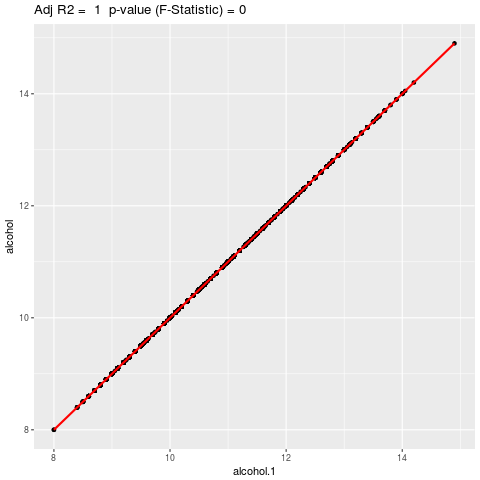 Adj R2 =  1  p-value (F-Statistic) = 0
14
12
10
8
alcohol
8
10
12
14
alcohol.1